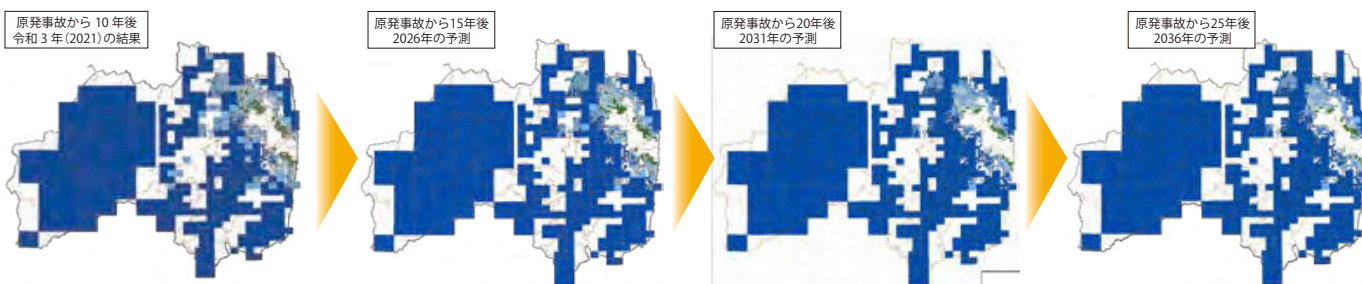 原発事故から 10 年後
令和 3 年(2021)の結果
原発事故から15年後
2026年の予測
原発事故から20年後
2031年の予測
原発事故から25年後
2036年の予測